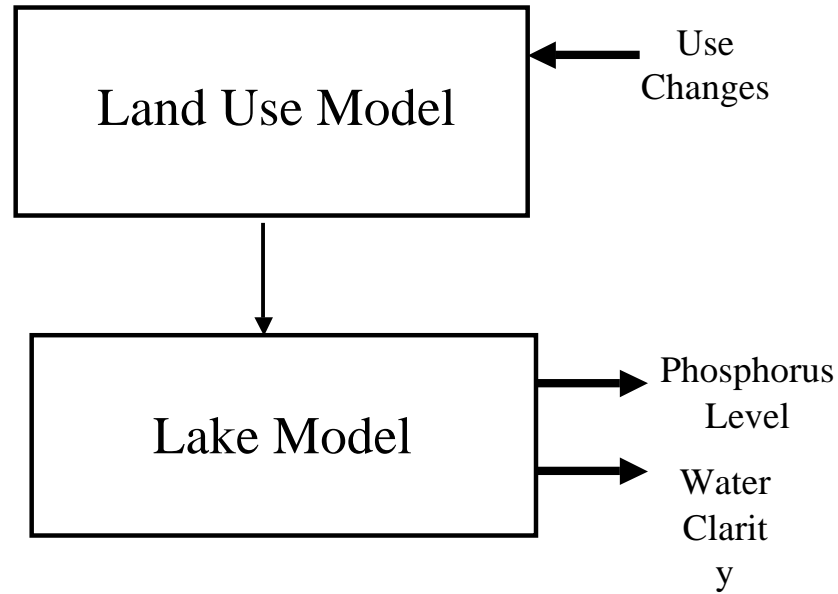 Use
Changes
Land Use Model
Phosphorus
Level
Lake Model
Water
Clarit
y